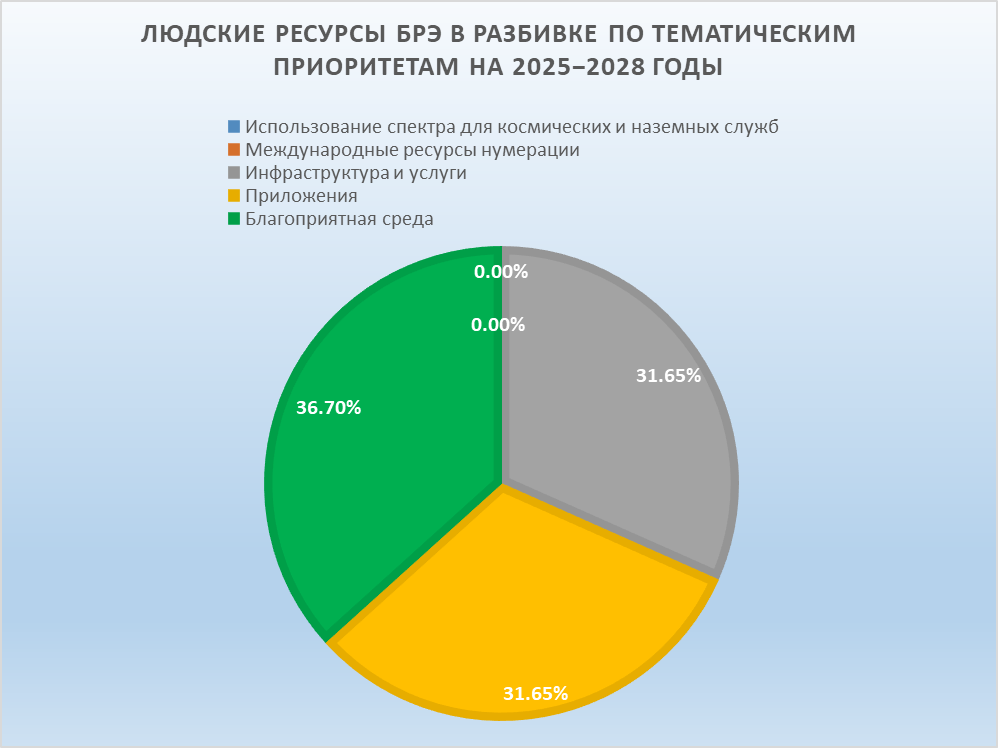 ЛЮДСКИЕ РЕСУРСЫ БРЭ В РАЗБИВКЕ ПО ТЕМАТИЧЕСКИМ
ПРИОРИТЕТАМ НА 2025–2028 ГОДЫ
Использование спектра для космических и наземных служб
Международные ресурсы нумерации
Инфраструктура и услуги
Приложения
Благоприятная среда
0.00%
0.00%
31.65%
36.70%
31.65%